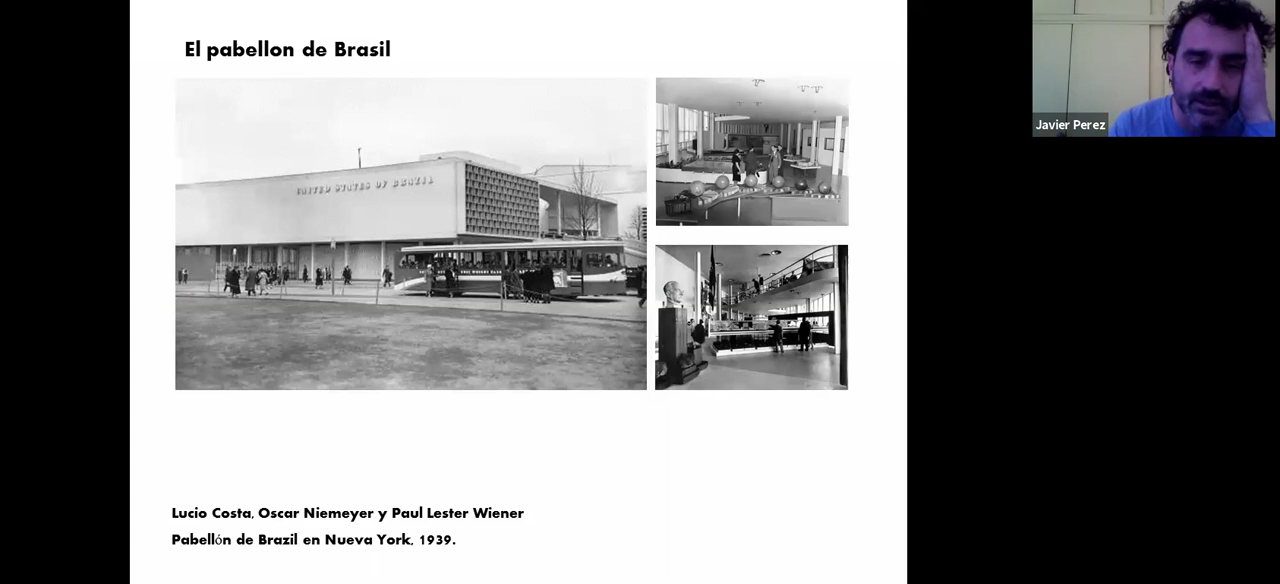 El pabellon de Brasil
UNITED STATES OF BRAZIL
Javier Perez
Lucio Costa, Oscar Niemeyer y Paul Lester Wiener
Pabellón de Brazil en Nueva York, 1939.